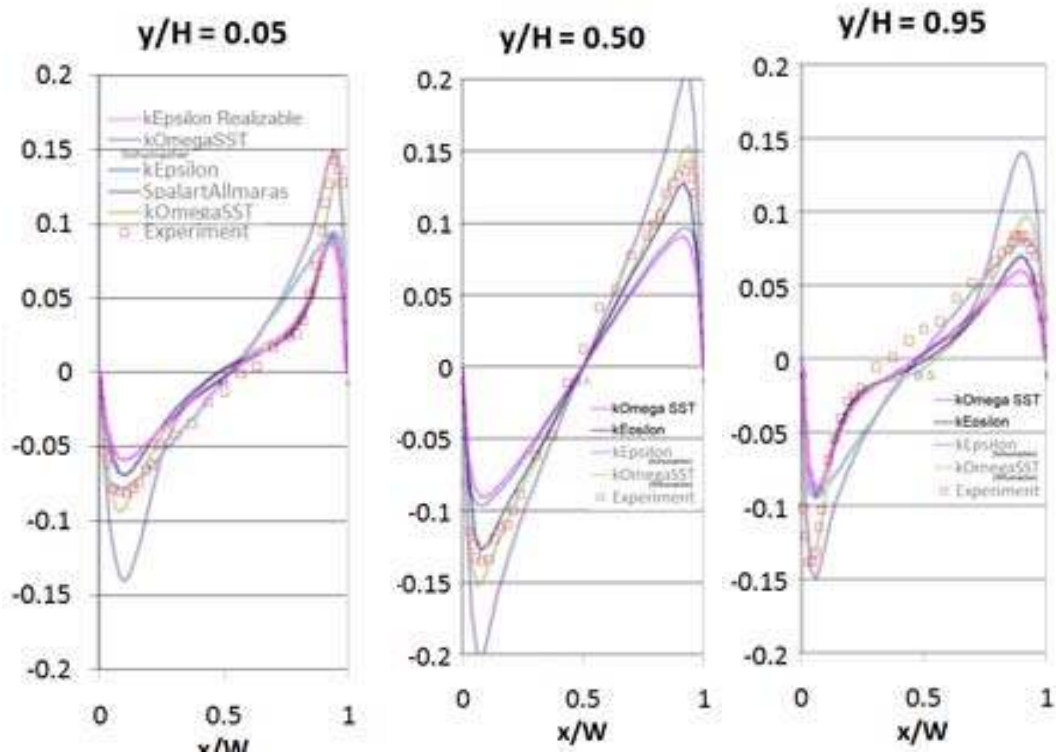 y/H = 0.05
0.2
0.15
0.1
0.05
0
-0.05
-0.1
-0.15
-0.2
0
0.5
1
x/W
kEpsilon Realizable
kOmegaSST
kEpsilon
SpalartAllmaras
kOmegaSST
Experiment
y/H = 0.50
0.2
0.15
0.1
0.05
0
-0.05
-0.1
-0.15
-0.2
0
0.5
1
x/W
kOmega SST
kEosilon
kEpsilon
kOmegaSST
Experiment
y/H = 0.95
0.2
0.15
0.1
0.05
0
-0.05
-0.1
-0.15
-0.2
0
0.5
1
x/W
kOmega SST
kEosilon
kEpsilon
kOmegaSST
Experiment